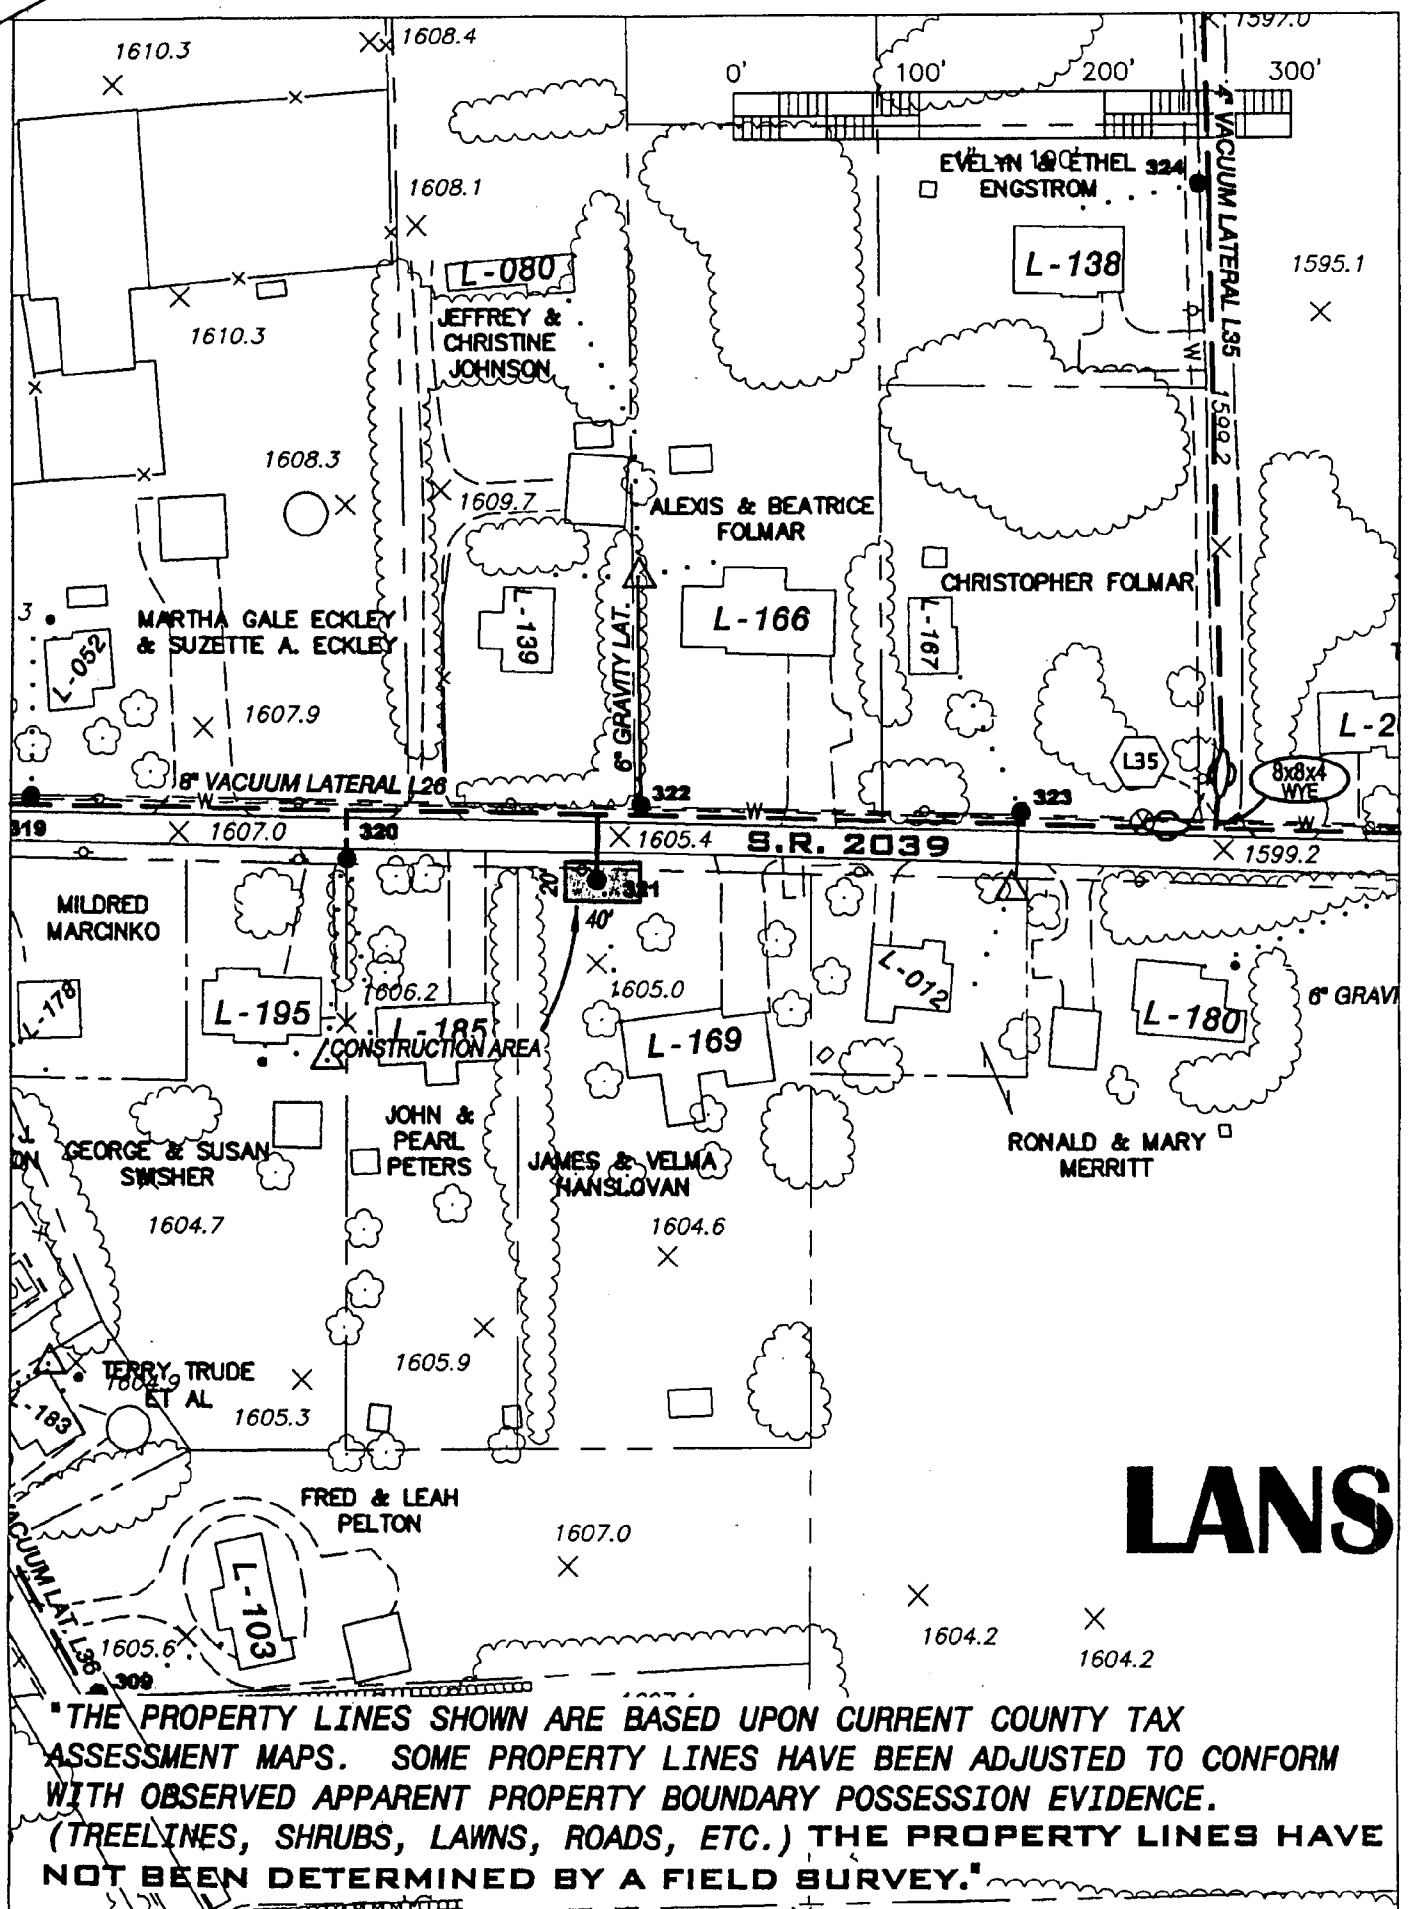 1597.0
1608.4
1610.3
0' 100' 200' 300'
4" VACUUM LATERAL L35
EVELYN & ETHEL
ENGSTROM
324
1608.1
L-080
L-138
1595.1
JEFFREY &
CHRISTINE
JOHNSON
1610.3
W
1599.2
1608.3
1609.7
ALEXIS & BEATRICE
FOLMAR
CHRISTOPHER FOLMAR
3
MARTHA GALE ECKLEY
& SUZETTE A. ECKLEY
L-052
L-139
6" GRAVITY LAT.
L-166
L-167
1607.9
L-2
L35
8x8x4
WYE
8" VACUUM LATERAL L26
W
322
W
323
W
319
1607.0
320
1605.4
S.R. 2039
1599.2
20'
321
40'
MILDRED
MARCINKO
L-178
L-195
1606.2
L-185
CONSTRUCTION AREA
1605.0
L-169
L-012
L-180
6" GRAVI
J.
ON
GEORGE & SUSAN
SWISHER
JOHN &
PEARL
PETERS
JAMES & VELMA
HANSLOVAN
RONALD & MARY
MERRITT
1604.7
1604.6
1605.9
TERRY TRUDE
ET AL
1604.9
1605.3
L-183
FRED & LEAH
PELTON
1607.0
LANS
L-103
VACUUM LAT. L36
1605.6
309
1604.2
1604.2
"THE PROPERTY LINES SHOWN ARE BASED UPON CURRENT COUNTY TAX
ASSESSMENT MAPS. SOME PROPERTY LINES HAVE BEEN ADJUSTED TO CONFORM
WITH OBSERVED APPARENT PROPERTY BOUNDARY POSSESSION EVIDENCE.
(TREELINES, SHRUBS, LAWNS, ROADS, ETC.) THE PROPERTY LINES HAVE
NOT BEEN DETERMINED BY A FIELD SURVEY."